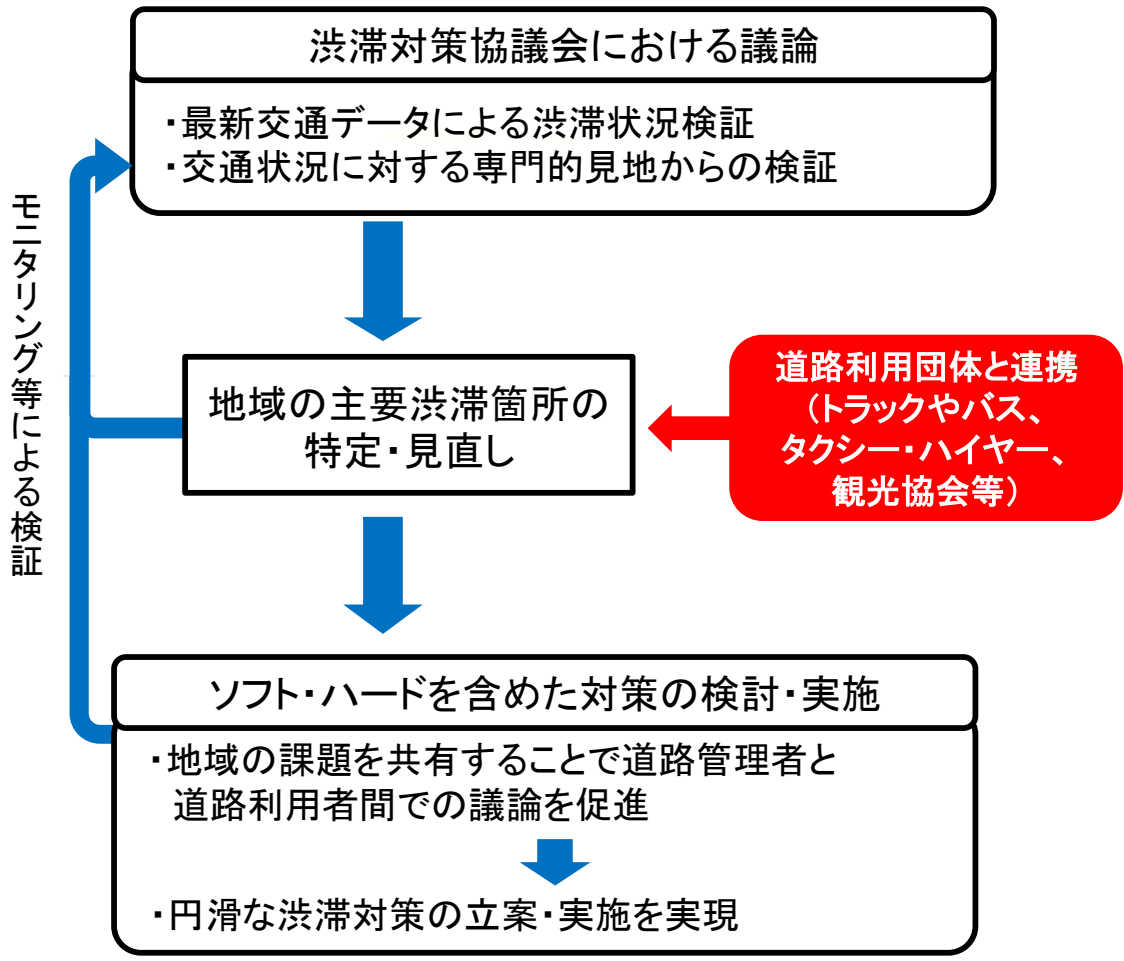 渋滞対策協議会における議論
・最新交通データによる渋滞状況検証
・交通状況に対する専門的見地からの検証
モニタリング等による検証
地域の主要渋滞箇所の
特定・見直し
道路利用団体と連携
（トラックやバス、
タクシー・ハイヤー、
観光協会等）
ソフト・ハードを含めた対策の検討・実施
・地域の課題を共有することで道路管理者と
道路利用者間での議論を促進
・円滑な渋滞対策の立案・実施を実現